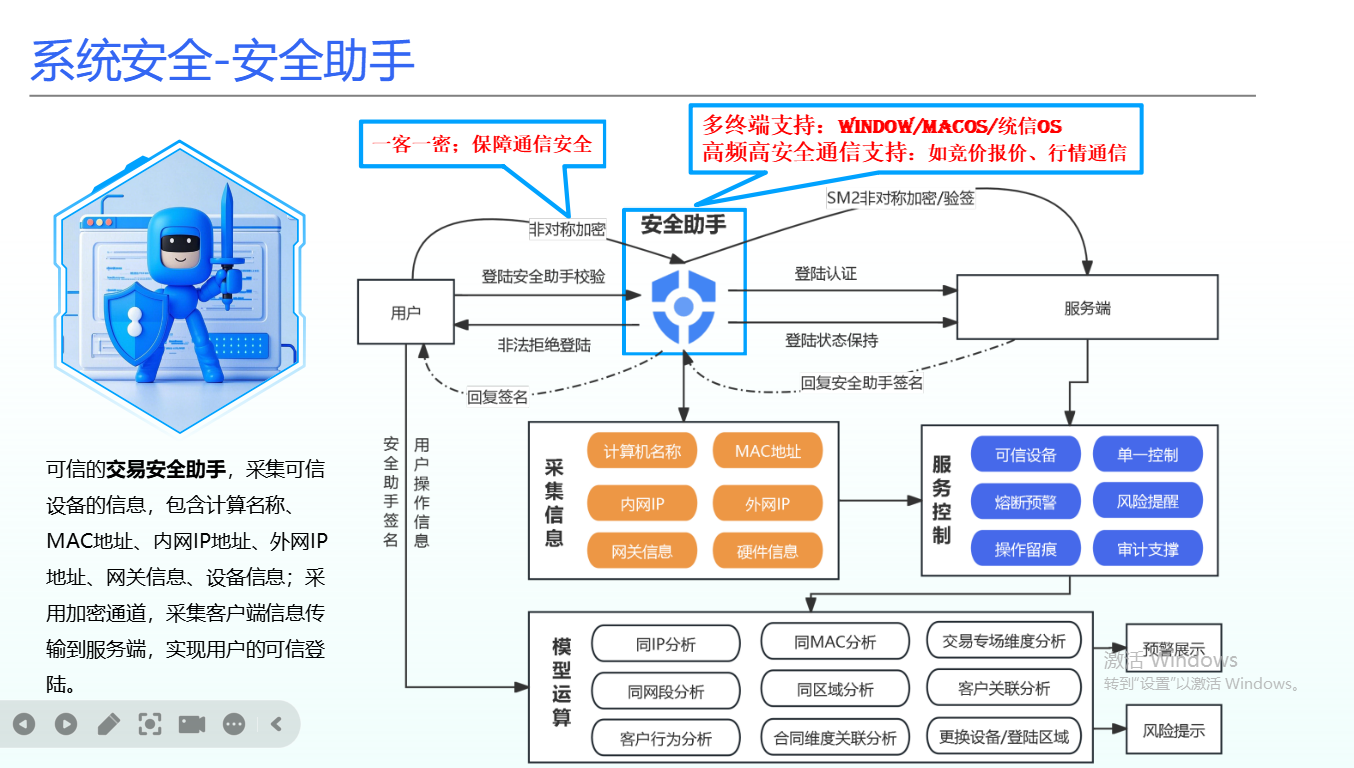 系统安全-安全助手
一客一密；保障通信安全
多终端支持：WINDOW/MACOS/统信OS
高频高安全通信支持：如竞价报价、行情通信
安全助手
SM2非对称加密/验签
非对称加密
登陆安全助手校验
登陆认证
用户
服务端
非法拒绝登陆
登陆状态保持
回复签名
回复安全助手签名
安全助手签名
用户操作信息
采集信息
计算机名称
MAC地址
内网IP
外网IP
网关信息
硬件信息
服务控制
可信设备
单一控制
熔断预警
风险提醒
操作留痕
审计支撑
可信的交易安全助手，采集可信
设备的信息，包含计算名称、
MAC地址、内网IP地址、外网IP
地址、网关信息、设备信息；采
用加密通道，采集客户端信息传
输到服务端，实现用户的可信登
陆。
模型运算
同IP分析
同MAC分析
交易专场维度分析
同网段分析
同区域分析
客户关联分析
客户行为分析
合同维度关联分析
更换设备/登陆区域
预警展示
风险提示
激活 Windows
转到"设置"以激活 Windows。